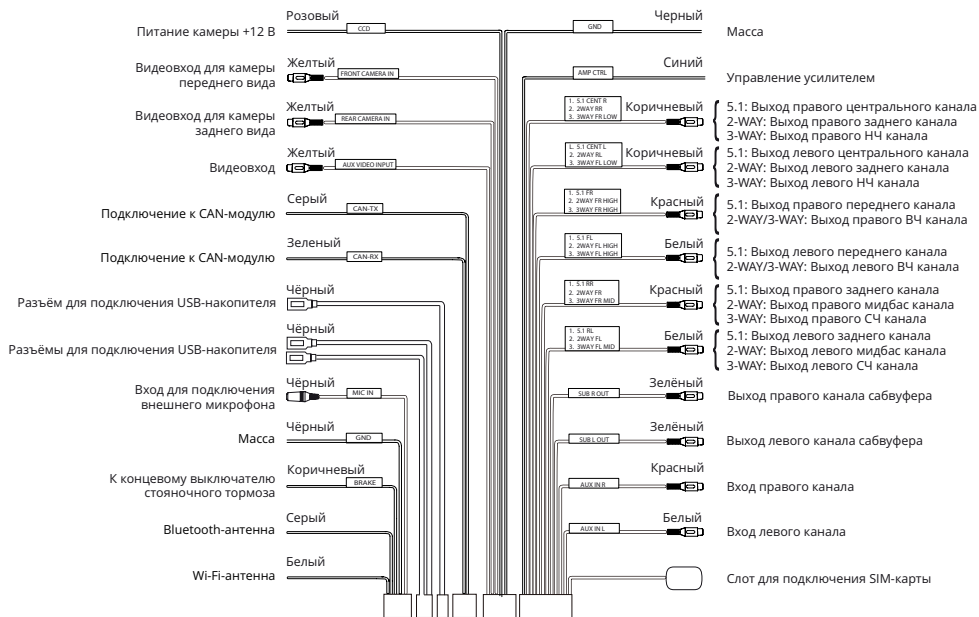 Розовый
CCD
Питание камеры +12 В
Желтый
FRONT CAMERA IN
Видеовход для камеры
переднего вида
Желтый
REAR CAMERA IN
Видеовход для камеры
заднего вида
Желтый
AUX VIDEO INPUT
Видеовход
Серый
CAN-TX
Подключение к CAN-модулю
Зеленый
CAN-RX
Подключение к CAN-модулю
Чёрный
Разъём для подключения USB-накопителя
Чёрный
Разъёмы для подключения USB-накопителя
Чёрный
MIC IN
Вход для подключения
внешнего микрофона
Чёрный
GND
Масса
Коричневый
BRAKE
К концевому выключателю
стояночного тормоза
Серый
Bluetooth-антенна
Белый
Wi-Fi-антенна
Черный
GND
Масса
Синий
AMP CTRL
Управление усилителем
1. 5.1 CENT R
2. 2WAY RR
3. 3WAY FR LOW
Коричневый
5.1: Выход правого центрального канала
2-WAY: Выход правого заднего канала
3-WAY: Выход правого НЧ канала
L. 5.1 CENT L
2. 2WAY RL
3. 3WAY FL LOW
Коричневый
5.1: Выход левого центрального канала
2-WAY: Выход левого заднего канала
3-WAY: Выход левого НЧ канала
1. 5.1 FR
2. 2WAY FR HIGH
3. 3WAY FR HIGH
Красный
5.1: Выход правого переднего канала
2-WAY/3-WAY: Выход правого ВЧ канала
1. 5.1 FL
2. 2WAY FL HIGH
3. 3WAY FL HIGH
Белый
5.1: Выход левого переднего канала
2-WAY/3-WAY: Выход левого ВЧ канала
1. 5.1 RR
2. 2WAY FR
3. 3WAY FR MID
Красный
5.1: Выход правого заднего канала
2-WAY: Выход правого мидбас канала
3-WAY: Выход правого СЧ канала
1. 5.1 RL
2. 2WAY FL
3. 3WAY FL MID
Белый
5.1: Выход левого заднего канала
2-WAY: Выход левого мидбас канала
3-WAY: Выход левого СЧ канала
Зелёный
SUB R OUT
Выход правого канала сабвуфера
Зелёный
SUB L OUT
Выход левого канала сабвуфера
Красный
AUX IN R
Вход правого канала
Белый
AUX IN L
Вход левого канала
Слот для подключения SIM-карты